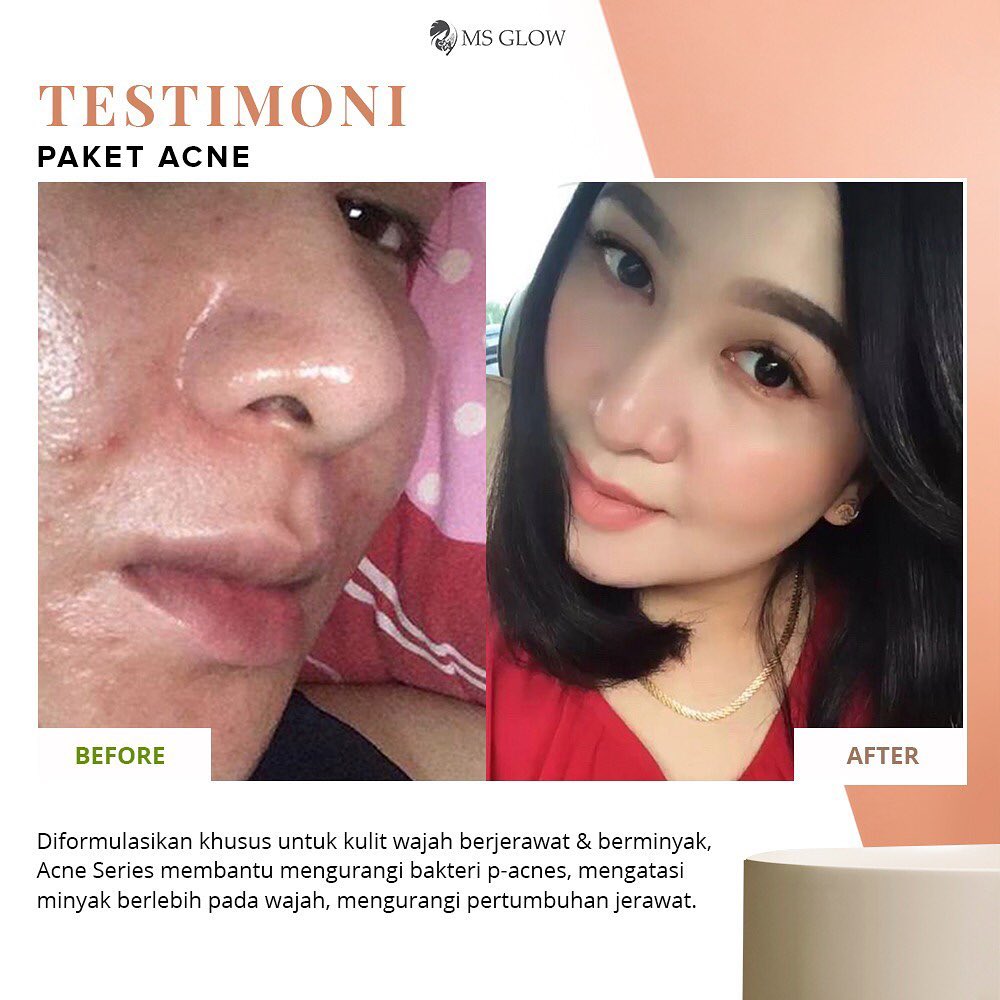 MS GLOW
TESTIMONI
PAKET ACNE
BEFORE
AFTER
Diformulasikan khusus untuk kulit wajah berjerawat & berminyak,
Acne Series membantu mengurangi bakteri p-acnes, mengatasi
minyak berlebih pada wajah, mengurangi pertumbuhan jerawat.